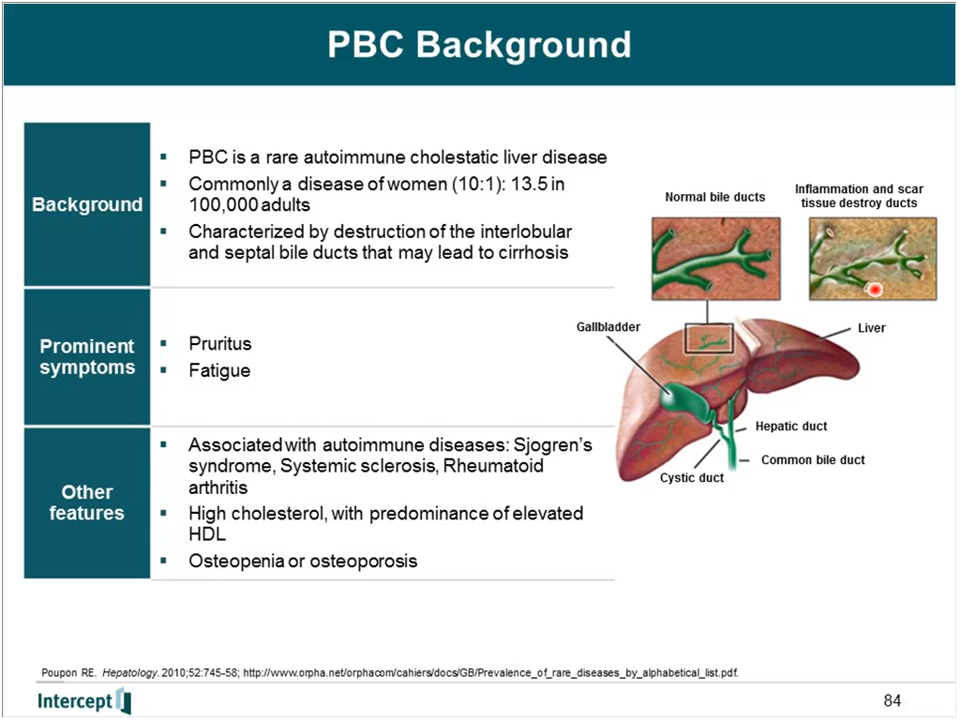 PBC Background
Background
PBC is a rare autoimmune cholestatic liver disease
Commonly a disease of women (10:1): 13.5 in
100,000 adults
Characterized by destruction of the interlobular
and septal bile ducts that may lead to cirrhosis
Prominent
symptoms
Pruritus
Fatigue
Other
features
Associated with autoimmune diseases: Sjogren's
syndrome, Systemic sclerosis, Rheumatoid
arthritis
High cholesterol, with predominance of elevated
HDL
Osteopenia or osteoporosis
Normal bile ducts
Inflammation and scar
tissue destroy ducts
Gallbladder
Liver
Hepatic duct
Common bile duct
Cystic duct
Poupon RE. Hepatology. 2010;52:745-58; http://www.orpha.net/orphacom/cahiers/docs/GB/Prevalence_of_rare_diseases_by_alphabetical_list.pdf.
Intercept
84